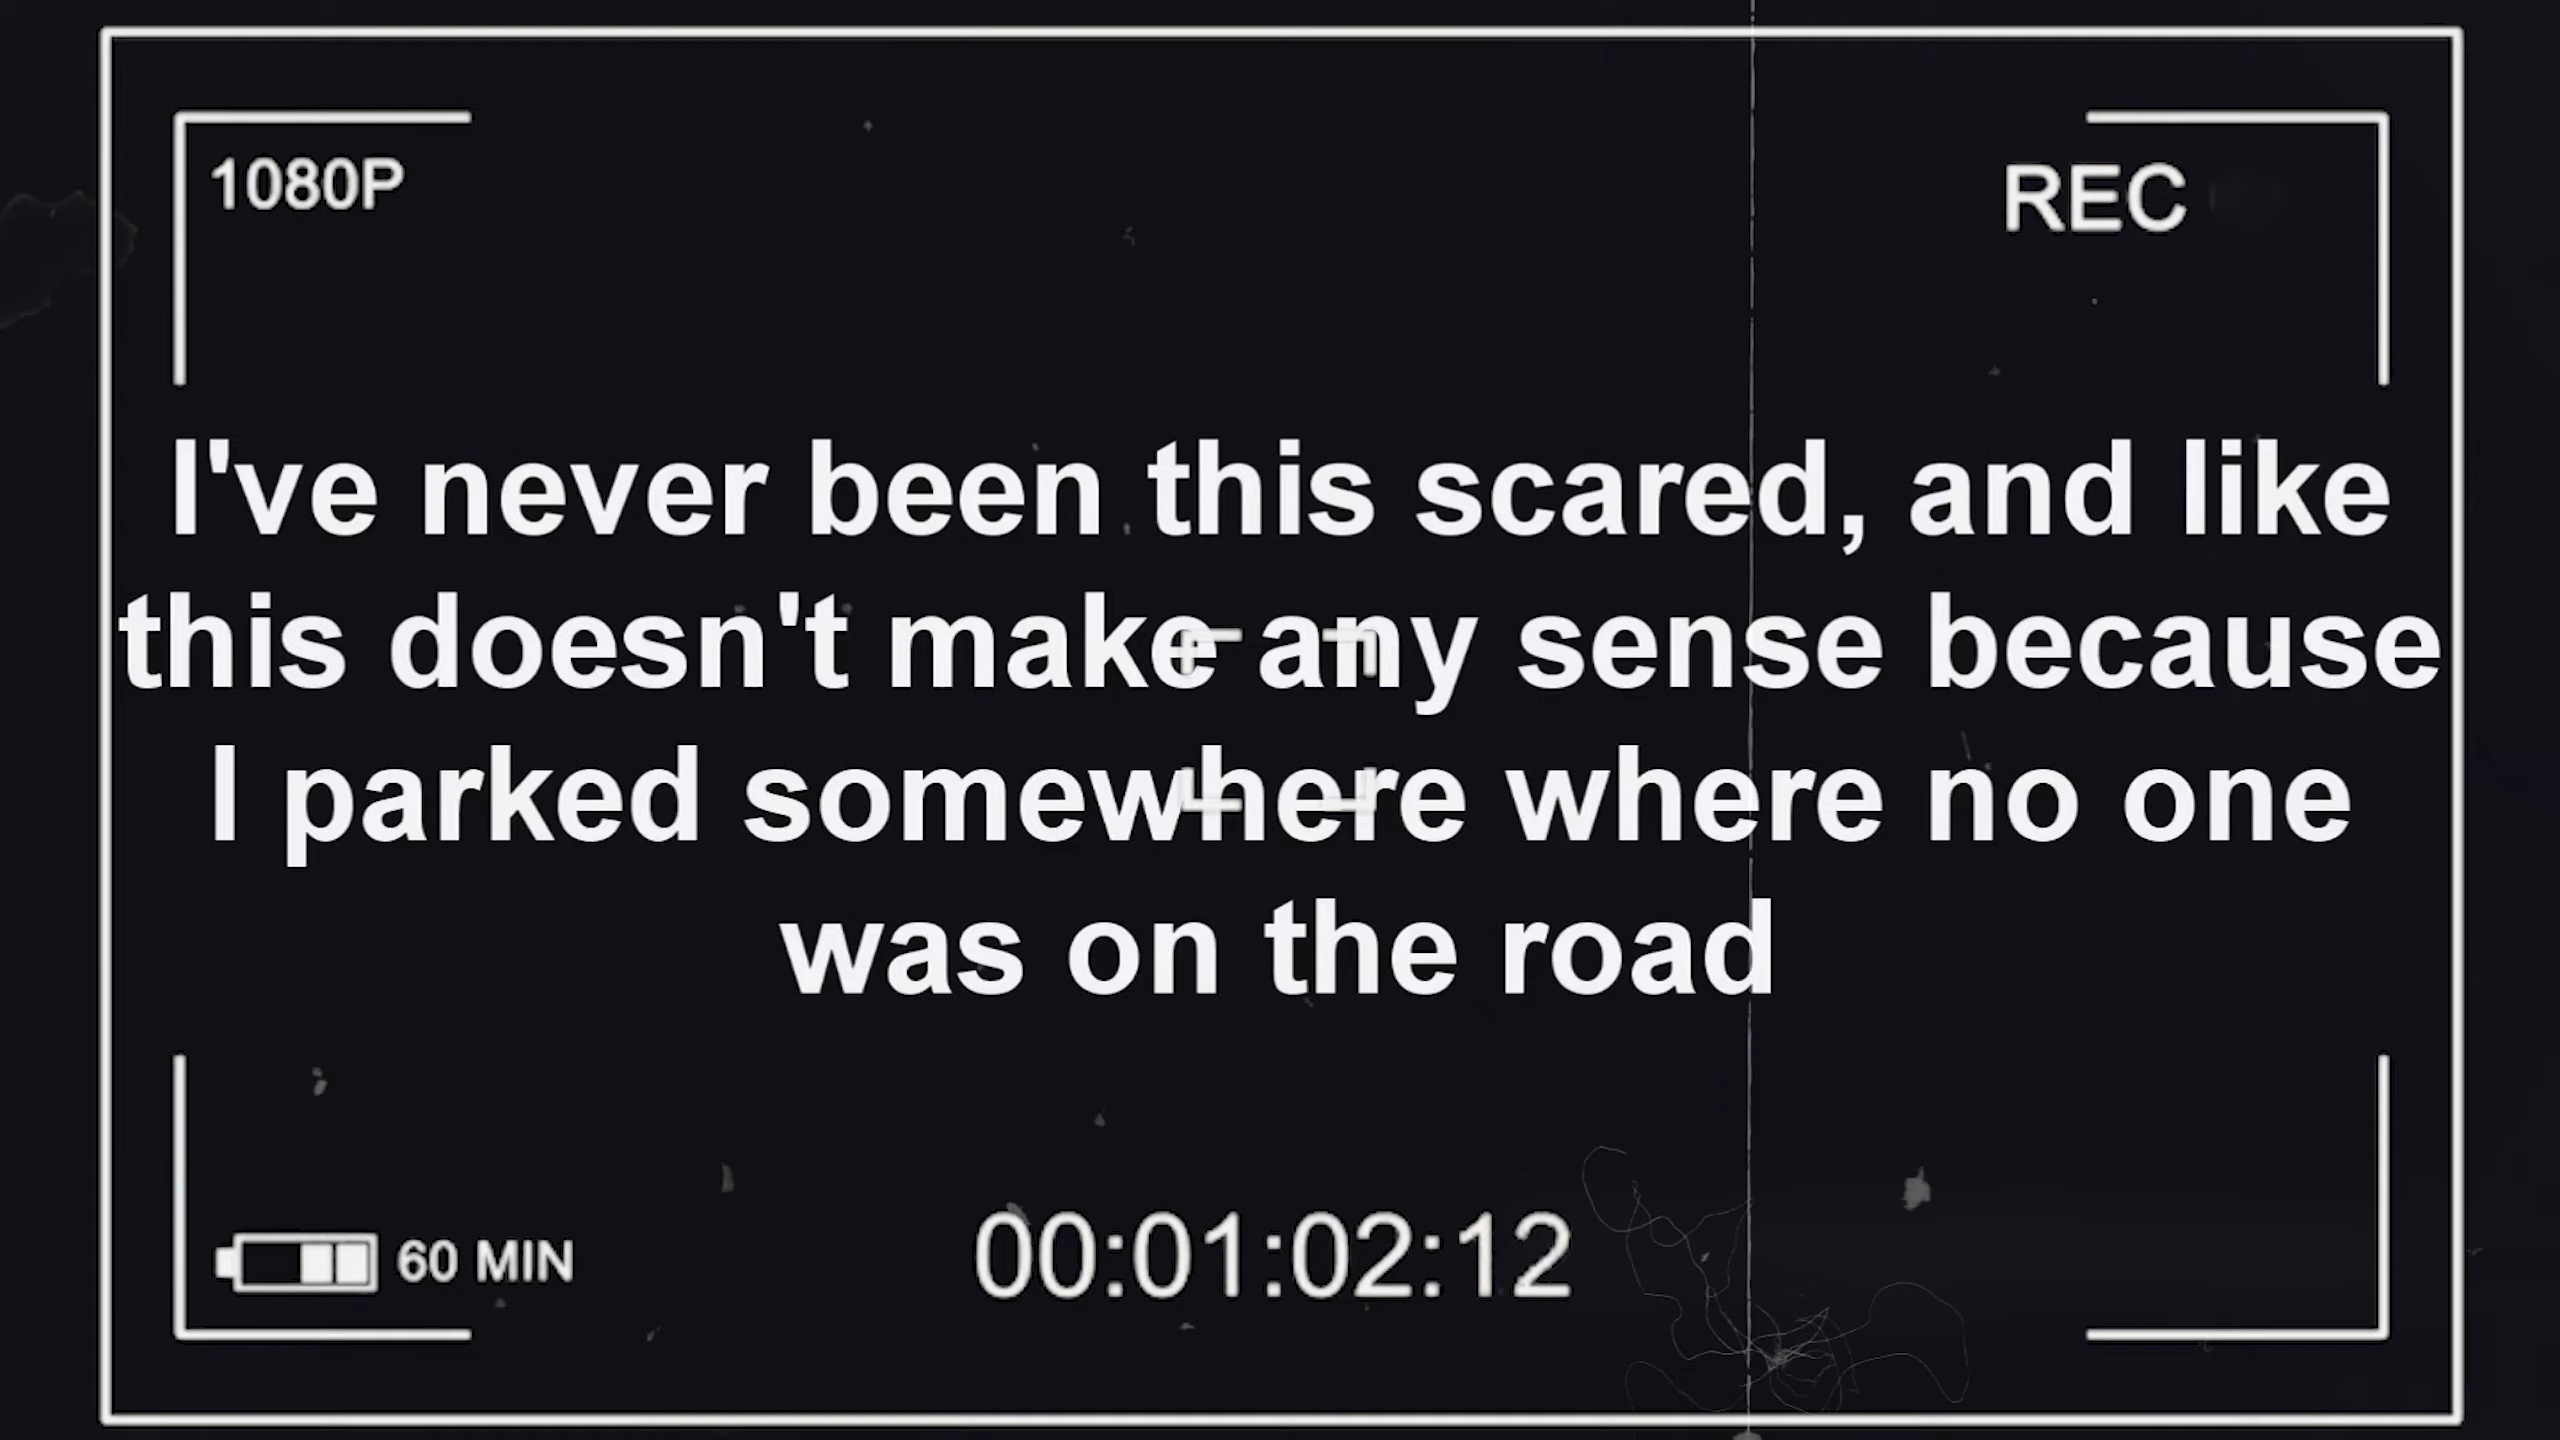 1080P
REC
I've never been this scared, and like
this doesn't make any sense because
I parked somewhere where no one
was on the road
60 MIN
00:01:02:12